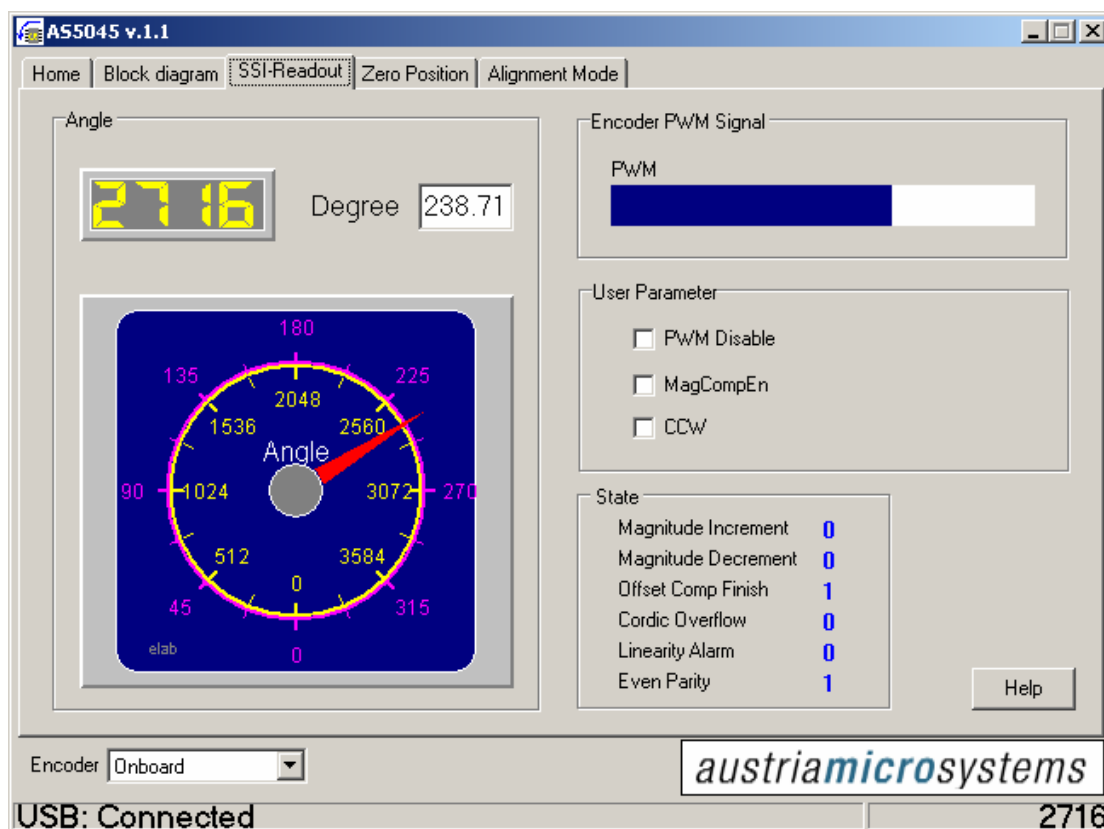 AS5045 v.1.1
Home
Block diagram
SSI-Readout
Zero Position
Alignment Mode
Angle
2716
Degree 238.71
180
135
225
2048
1536
2560
Angle
90
1024
3072
270
512
3584
0
45
315
0
elab
Encoder PWM Signal
PWM
User Parameter
PWM Disable
MagCompEn
CCW
State
Magnitude Increment 0
Magnitude Decrement 0
Offset Comp Finish 1
Cordic Overflow 0
Linearity Alarm 0
Even Parity 1
Help
Encoder Onboard
austriamicrosystems
USB: Connected
2716